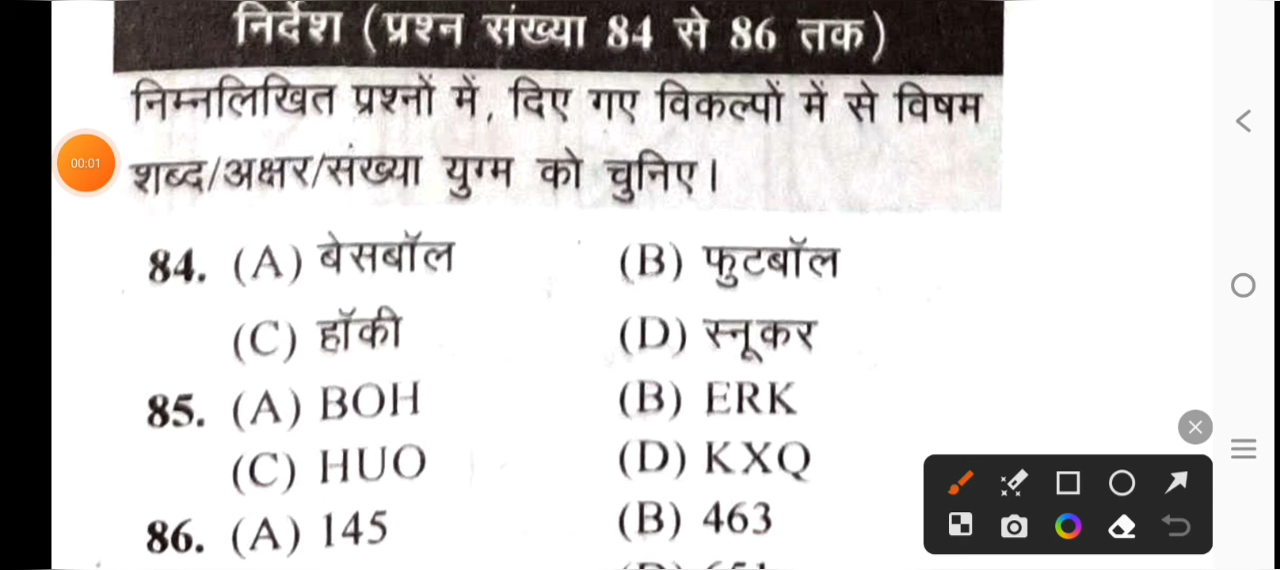 निर्देश (प्रश्न संख्या 84 से 86 तक)
निम्नलिखित प्रश्नों में, दिए गए विकल्पों में से विषम
शब्द/अक्षर/संख्या युग्म को चुनिए।
00:01
84. (A) बेसबॉल (B) फुटबॉल
(C) हॉकी (D) स्नूकर
85. (A) BOH (B) ERK
(C) HUO (D) KXQ
86. (A) 145 (B) 463